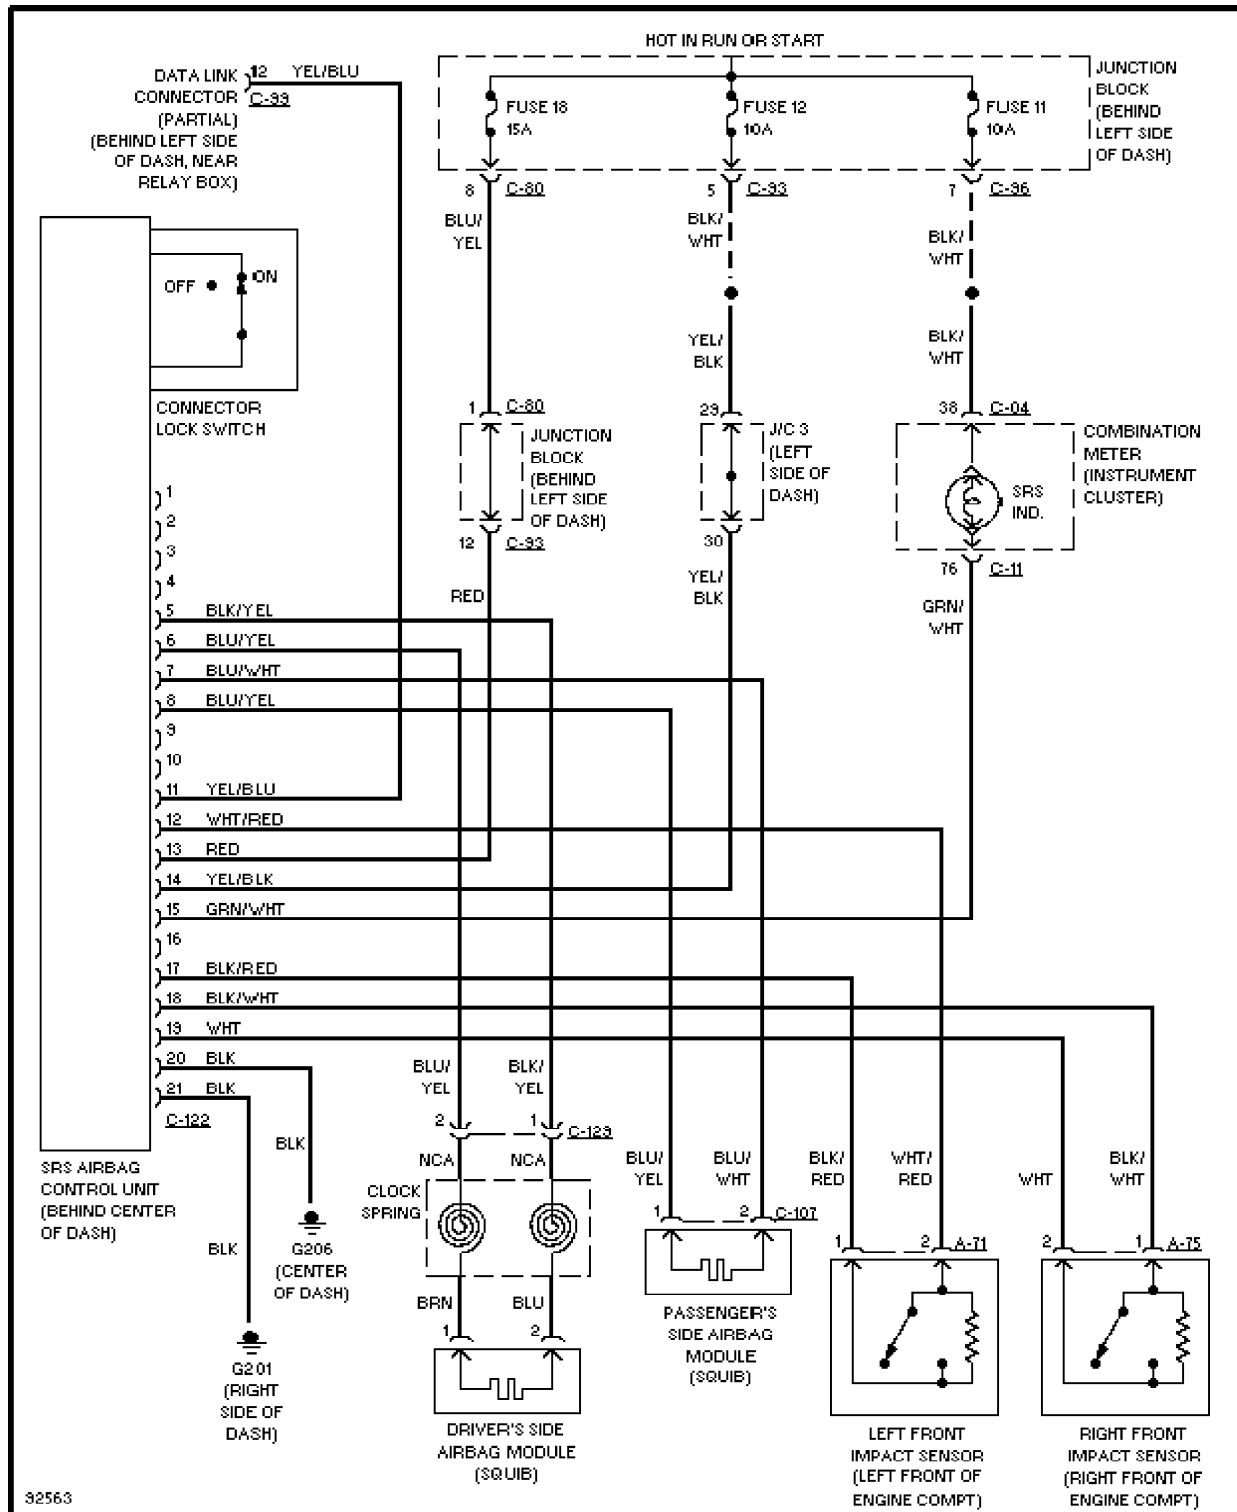 HOT IN RUN OR START
DATA LINK
CONNECTOR
(PARTIAL)
(BEHIND LEFT SIDE
OF DASH, NEAR
RELAY BOX)
12 YEL/BLU
C-99
FUSE 18
15A
FUSE 12
10A
FUSE 11
10A
JUNCTION
BLOCK
(BEHIND
LEFT SIDE
OF DASH)
8 C-80
5 C-93
7 C-96
BLU/
YEL
BLK/
WHT
BLK/
WHT
OFF ON
CONNECTOR
LOCK SWITCH
YEL/
BLK
BLK/
WHT
1 C-80
29
38 C-04
JUNCTION
BLOCK
(BEHIND
LEFT SIDE
OF DASH)
J/C 3
(LEFT
SIDE OF
DASH)
SRS
IND.
COMBINATION
METER
(INSTRUMENT
CLUSTER)
12 C-93
30
76 C-11
RED
YEL/
BLK
GRN/
WHT
1
2
3
4
5 BLK/YEL
6 BLU/YEL
7 BLU/WHT
8 BLU/YEL
9
10
11 YEL/BLU
12 WHT/RED
13 RED
14 YEL/BLK
15 GRN/WHT
16
17 BLK/RED
18 BLK/WHT
19 WHT
20 BLK
21 BLK
C-122
SRS AIRBAG
CONTROL UNIT
(BEHIND CENTER
OF DASH)
BLK
G206
(CENTER
OF DASH)
BLK
G201
(RIGHT
SIDE OF
DASH)
BLU/
YEL
BLK/
YEL
2 1 C-129
NCA NCA
CLOCK
SPRING
BRN BLU
1 2
DRIVER'S SIDE
AIRBAG MODULE
(SQUIB)
BLU/
YEL
BLU/
WHT
1 2 C-107
PASSENGER'S
SIDE AIRBAG
MODULE
(SQUIB)
BLK/
RED
WHT/
RED
1 2 A-71
LEFT FRONT
IMPACT SENSOR
(LEFT FRONT OF
ENGINE COMPT)
WHT
BLK/
WHT
2 1 A-75
RIGHT FRONT
IMPACT SENSOR
(RIGHT FRONT OF
ENGINE COMPT)
92563